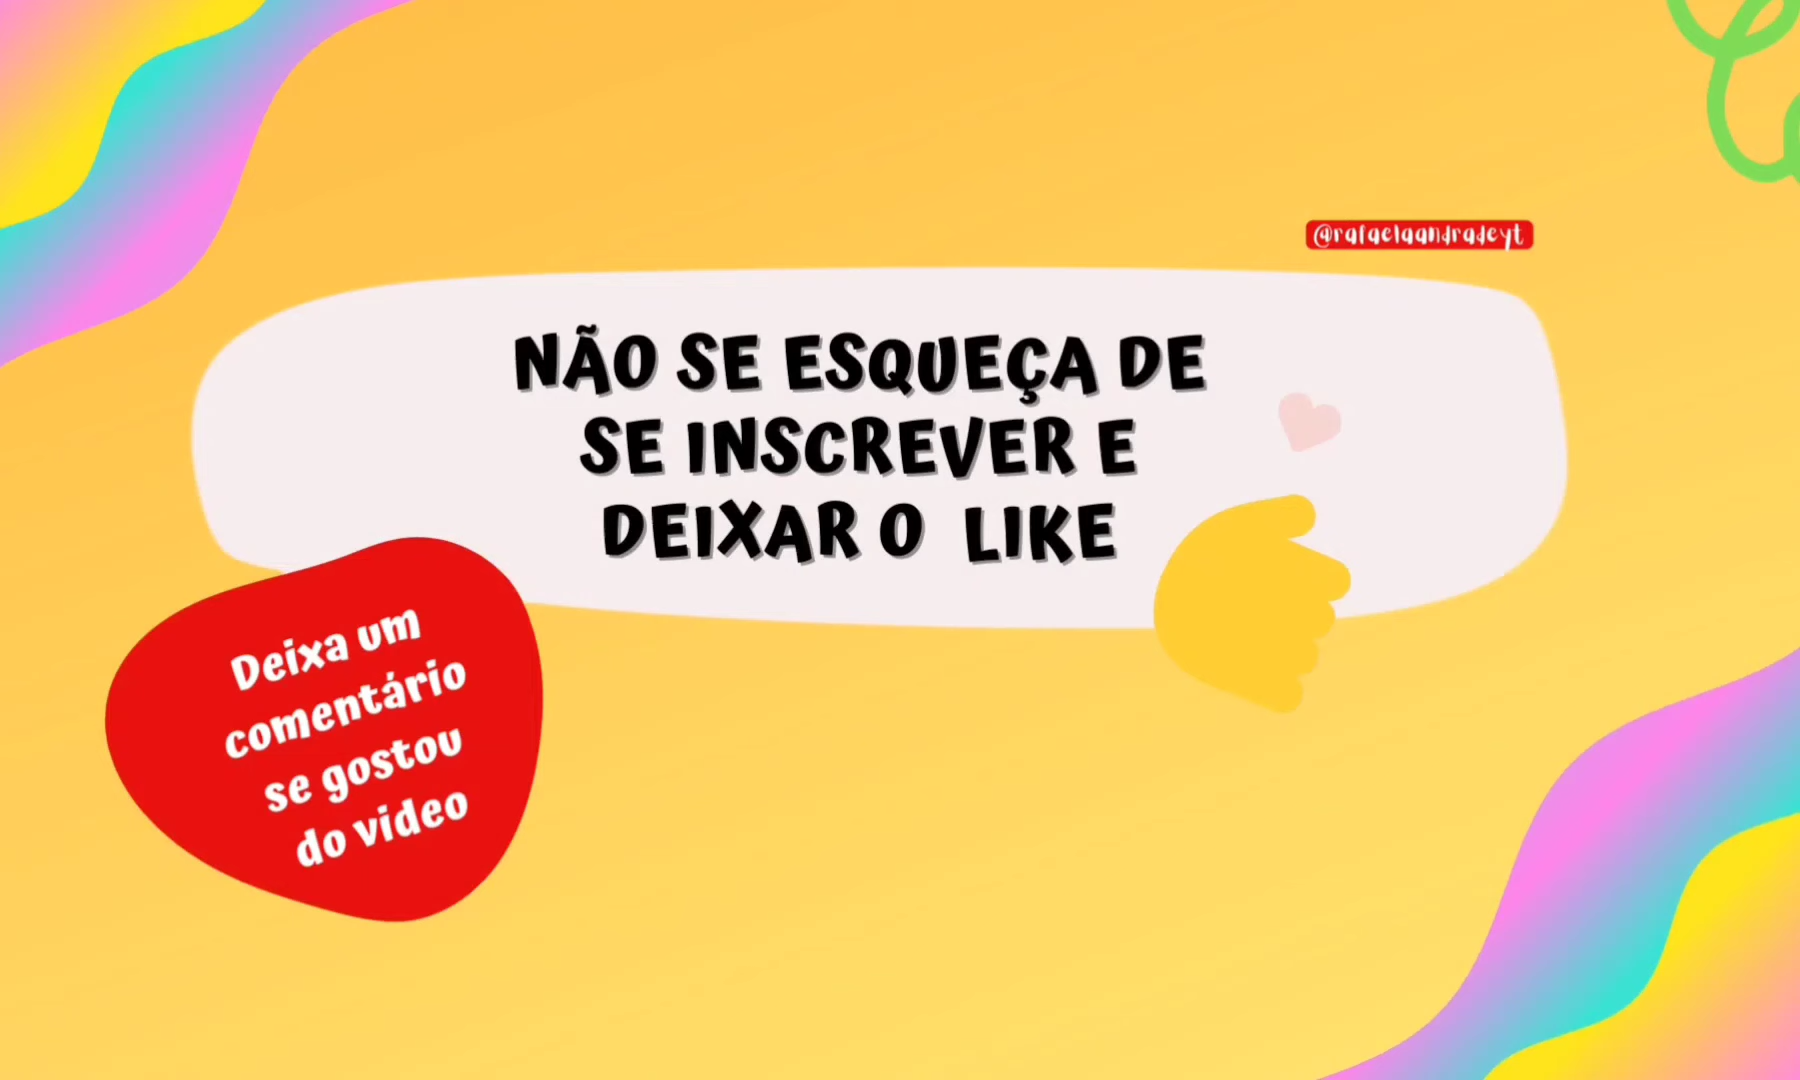 @rafaelaandradeyt
NÃO SE ESQUEÇA DE
SE INSCREVER E
DEIXAR O LIKE
Deixa um
comentário
se gostou
do video